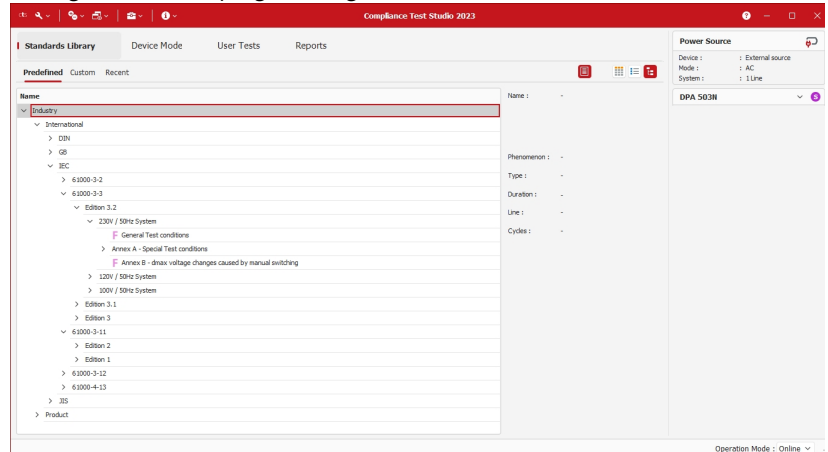 Compliance Test Studio 2023
Standards Library
Device Mode
User Tests
Reports
Predefined
Custom
Recent
Name
Industry
International
DIN
GB
IEC
61000-3-2
61000-3-3
Edition 3.2
230V / 50Hz System
F General Test conditions
Annex A - Special Test conditions
F Annex B - dmax voltage changes caused by manual switching
120V / 50Hz System
100V / 50Hz System
Edition 3.1
Edition 3
61000-3-11
Edition 2
Edition 1
61000-3-12
61000-4-13
JIS
Product
Name : -
Phenomenon : -
Type : -
Duration : -
Line : -
Cycles : -
Power Source
Device : : External source
Mode : : AC
System : : 1 Line
DPA 503N
S
Operation Mode : Online